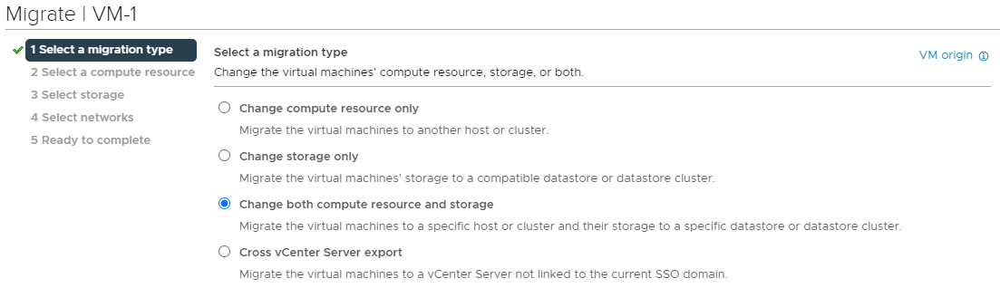 Migrate | VM-1
1 Select a migration type
2 Select a compute resource
3 Select storage
4 Select networks
5 Ready to complete
Select a migration type
VM origin
Change the virtual machines' compute resource, storage, or both.
Change compute resource only
Migrate the virtual machines to another host or cluster.
Change storage only
Migrate the virtual machines' storage to a compatible datastore or datastore cluster.
Change both compute resource and storage
Migrate the virtual machines to a specific host or cluster and their storage to a specific datastore or datastore cluster.
Cross vCenter Server export
Migrate the virtual machines to a vCenter Server not linked to the current SSO domain.